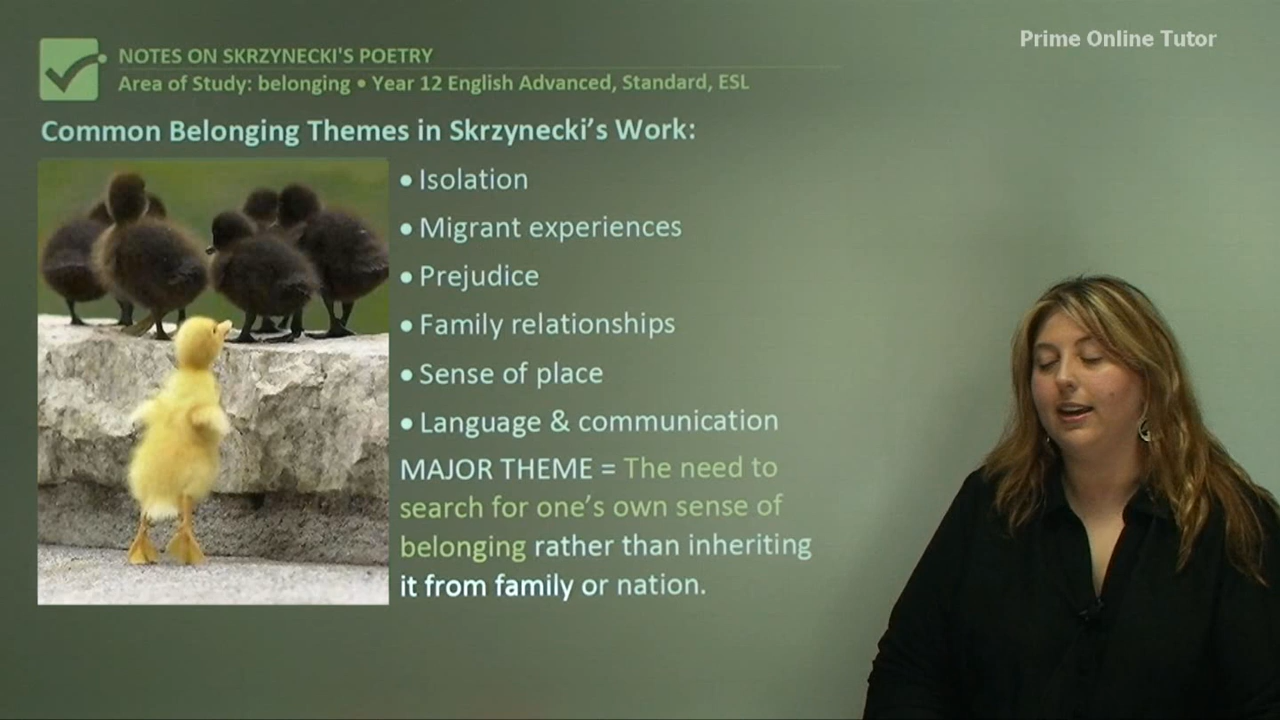 Prime Online Tutor
NOTES ON SKRZYNECKI'S POETRY
Area of Study: belonging • Year 12 English Advanced, Standard, ESL
Common Belonging Themes in Skrzynecki's Work:
• Isolation
• Migrant experiences
• Prejudice
• Family relationships
• Sense of place
• Language & communication
MAJOR THEME = The need to
search for one's own sense of
belonging rather than inheriting
it from family or nation.